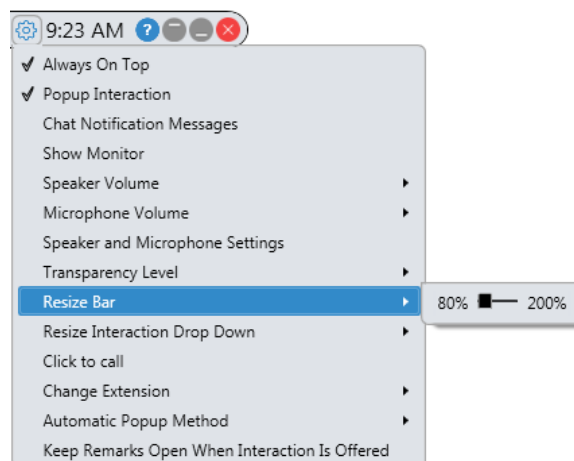 9:23 AM ?
Always On Top
Popup Interaction
Chat Notification Messages
Show Monitor
Speaker Volume
Microphone Volume
Speaker and Microphone Settings
Transparency Level
Resize Bar
80% 200%
Resize Interaction Drop Down
Click to call
Change Extension
Automatic Popup Method
Keep Remarks Open When Interaction Is Offered